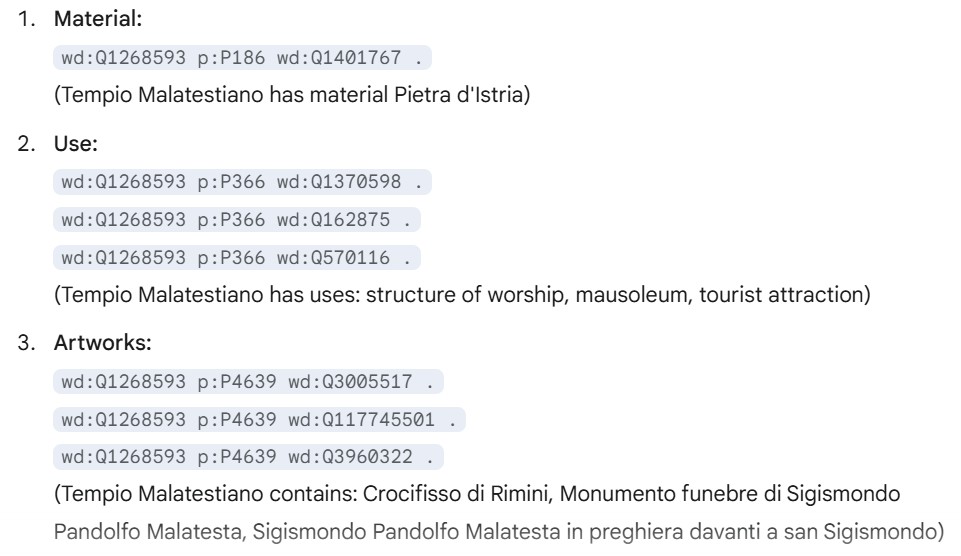 1. Material:
wd:Q1268593 p:P186 wd:Q1401767 .
(Tempio Malatestiano has material Pietra d'Istria)
2. Use:
wd:Q1268593 p:P366 wd:Q1370598 .
wd:Q1268593 p:P366 wd:Q162875 .
wd:Q1268593 p:P366 wd:Q570116 .
(Tempio Malatestiano has uses: structure of worship, mausoleum, tourist attraction)
3. Artworks:
wd:Q1268593 p:P4639 wd:Q3005517 .
wd:Q1268593 p:P4639 wd:Q117745501 .
wd:Q1268593 p:P4639 wd:Q3960322 .
(Tempio Malatestiano contains: Crocifisso di Rimini, Monumento funebre di Sigismondo
Pandolfo Malatesta, Sigismondo Pandolfo Malatesta in preghiera davanti a san Sigismondo)